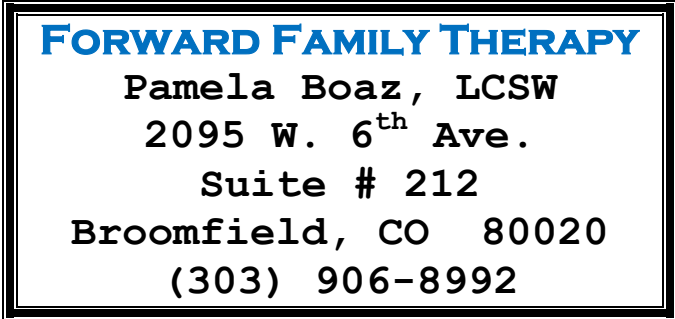 FORWARD FAMILY THERAPY
Pamela Boaz, LCSW
2095 W. 6th Ave.
Suite # 212
Broomfield, CO  80020
(303) 906-8992